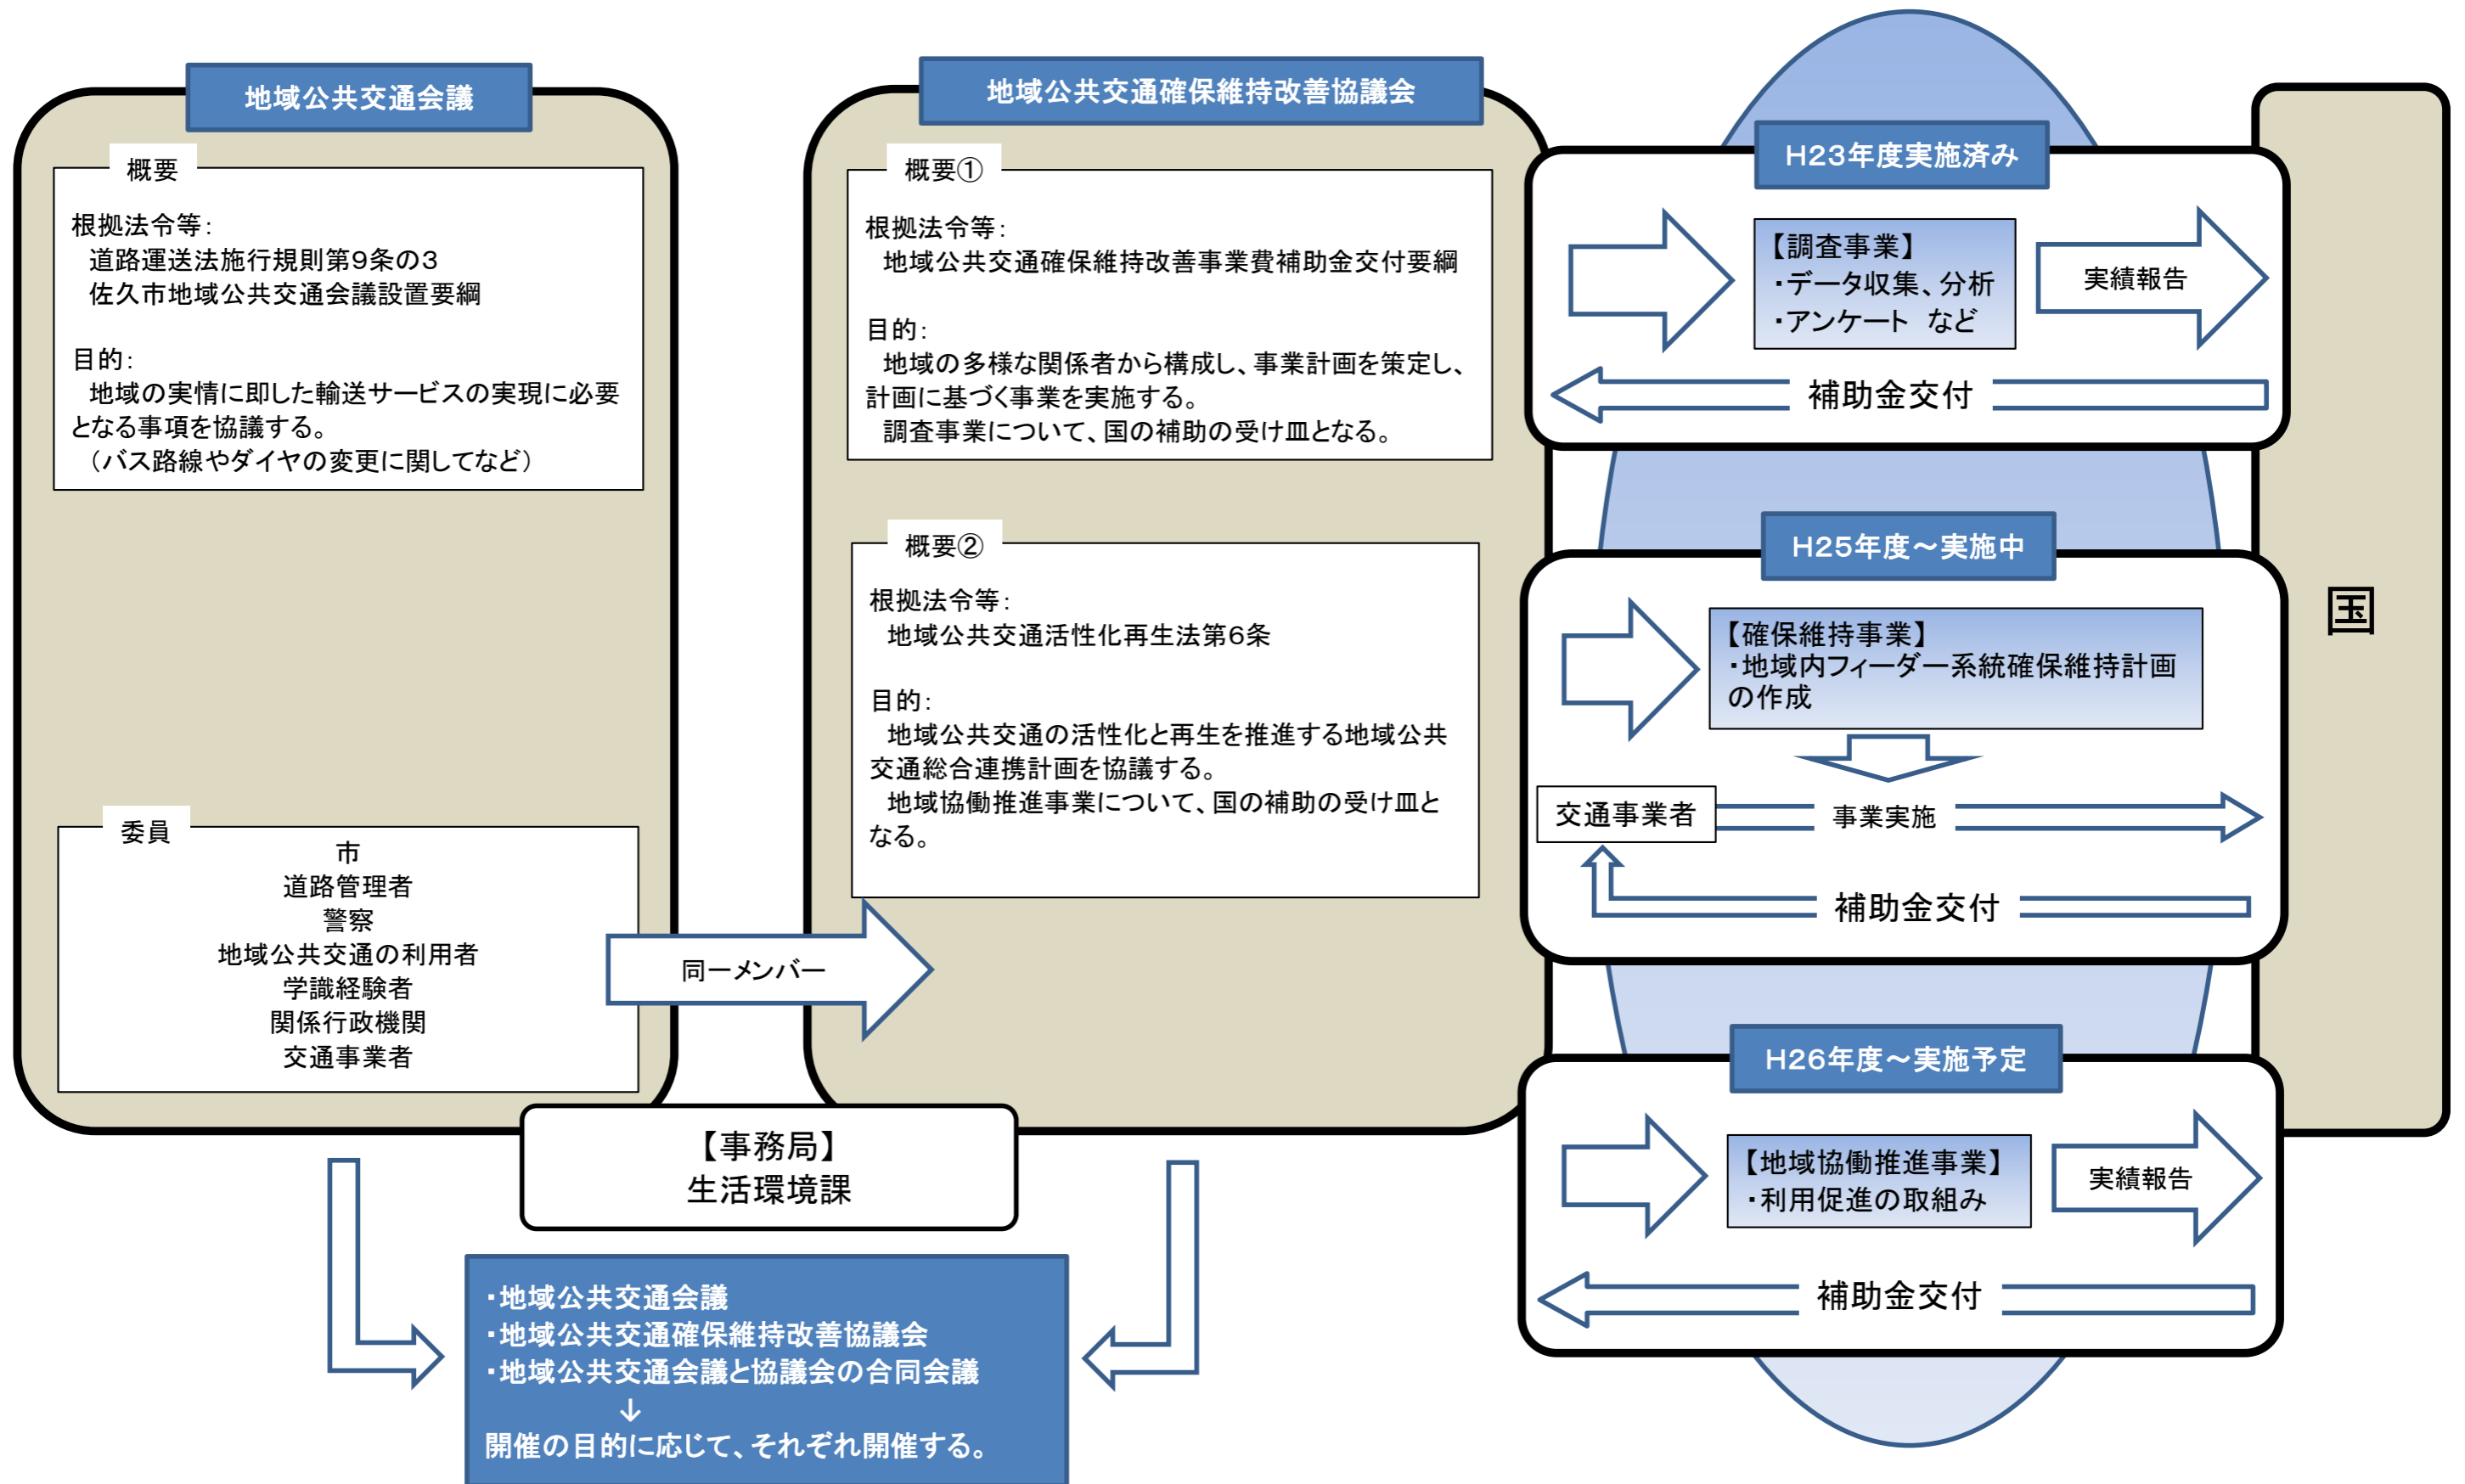 地域公共交通会議
概要
根拠法令等：
道路運送法施行規則第９条の３
佐久市地域公共交通会議設置要綱
目的：
地域の実情に即した輸送サービスの実現に必要
となる事項を協議する。
（バス路線やダイヤの変更に関してなど）
委員
市
道路管理者
警察
地域公共交通の利用者
学識経験者
関係行政機関
交通事業者
同一メンバー
地域公共交通確保維持改善協議会
概要①
根拠法令等：
地域公共交通確保維持改善事業費補助金交付要綱
目的：
地域の多様な関係者から構成し、事業計画を策定し、
計画に基づく事業を実施する。
調査事業について、国の補助の受け皿となる。
概要②
根拠法令等：
地域公共交通活性化再生法第６条
目的：
地域公共交通の活性化と再生を推進する地域公共
交通総合連携計画を協議する。
地域協働推進事業について、国の補助の受け皿と
なる。
【事務局】
生活環境課
・地域公共交通会議
・地域公共交通確保維持改善協議会
・地域公共交通会議と協議会の合同会議
↓
開催の目的に応じて、それぞれ開催する。
Ｈ２３年度実施済み
【調査事業】
・データ収集、分析
・アンケート　など
実績報告
補助金交付
Ｈ２５年度～実施中
【確保維持事業】
・地域内フィーダー系統確保維持計画
の作成
交通事業者
事業実施
補助金交付
Ｈ２６年度～実施予定
【地域協働推進事業】
・利用促進の取組み
実績報告
補助金交付
国